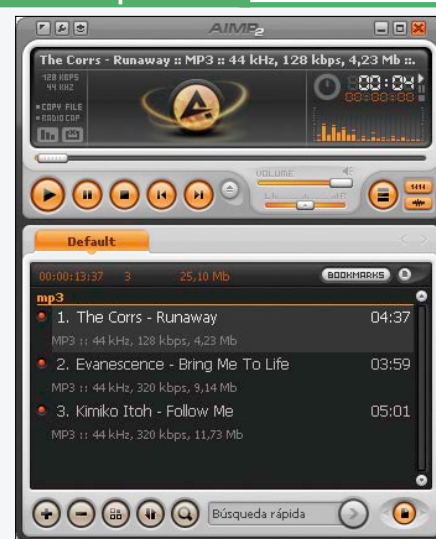 AIMP2
The Corrs - Runaway :: MP3 :: 44 kHz, 128 kbps, 4,23 Mb ::.
128 KBPS
44 KHZ
COPY FILE
RADIO CAP
00:04
00:00:00
VOLUME
L R
Default
00:00:13:37 3 25,10 Mb BOOKMARKS
mp3
1. The Corrs - Runaway 04:37
MP3 :: 44 kHz, 128 kbps, 4,23 Mb
2. Evanescence - Bring Me To Life 03:59
MP3 :: 44 kHz, 320 kbps, 9,14 Mb
3. Kimiko Itoh - Follow Me 05:01
MP3 :: 44 kHz, 320 kbps, 11,73 Mb
Búsqueda rápida